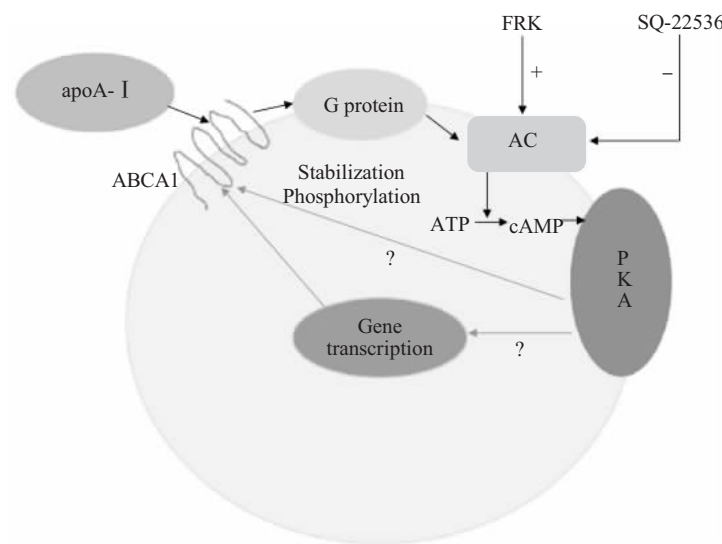 FRK
SQ-22536
+
−
apoA- Ⅰ
G protein
AC
ABCA1
Stabilization
Phosphorylation
ATP
cAMP
P
K
A
?
Gene
transcription
?